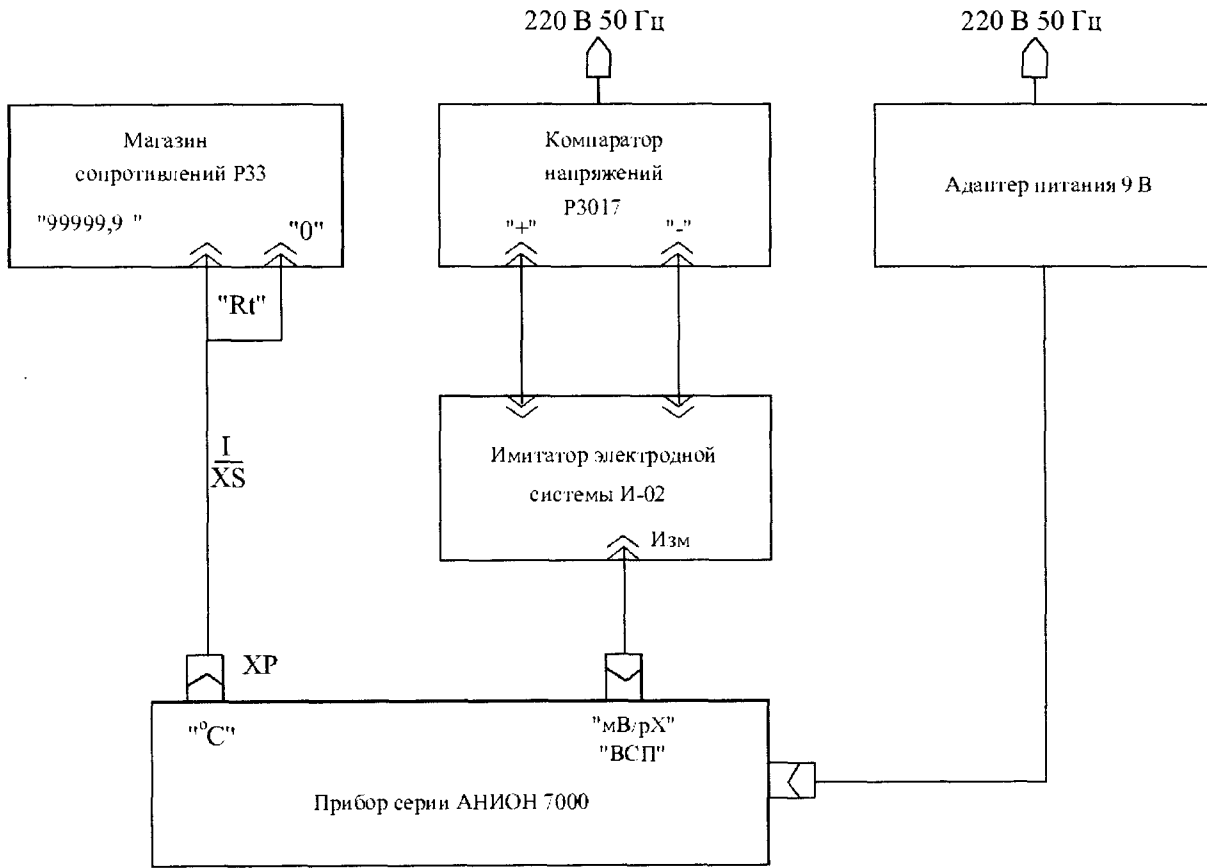 220 В 50 Гц
220 В 50 Гц
Магазин
сопротивлений Р33
"99999,9 "
"0"
"Rt"
Компаратор
напряжений
Р3017
"+"
"-"
Адаптер питания 9 В
I
XS
Имитатор электродной
системы И-02
Изм
XP
"°С"
"мВ/рХ"
"ВСП"
Прибор серии АНИОН 7000